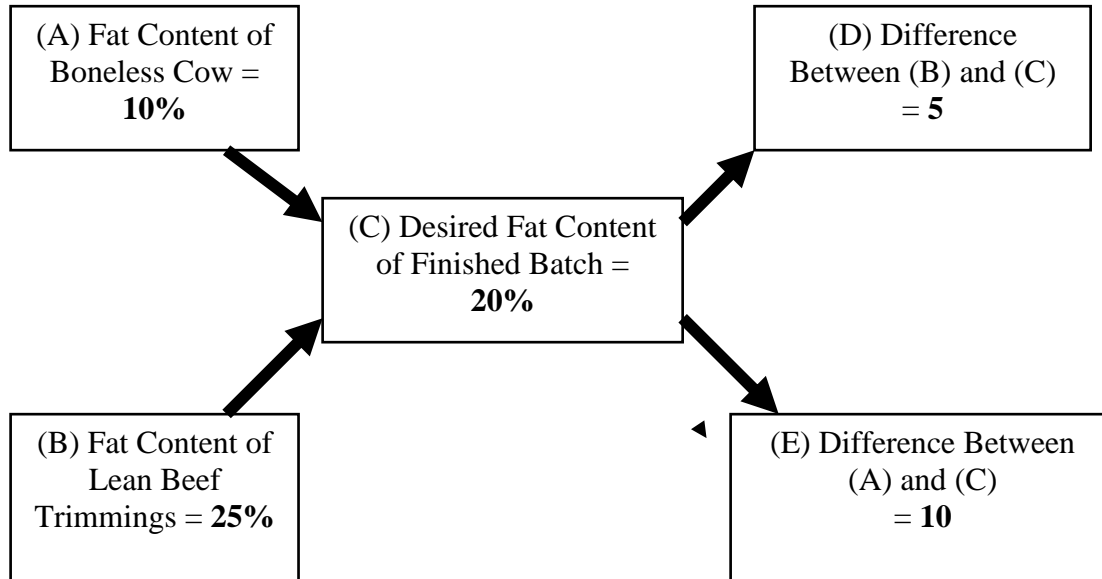 (A) Fat Content of
Boneless Cow =
10%
(D) Difference
Between (B) and (C)
= 5
(C) Desired Fat Content
of Finished Batch =
20%
(B) Fat Content of
Lean Beef
Trimmings = 25%
(E) Difference Between
(A) and (C)
= 10